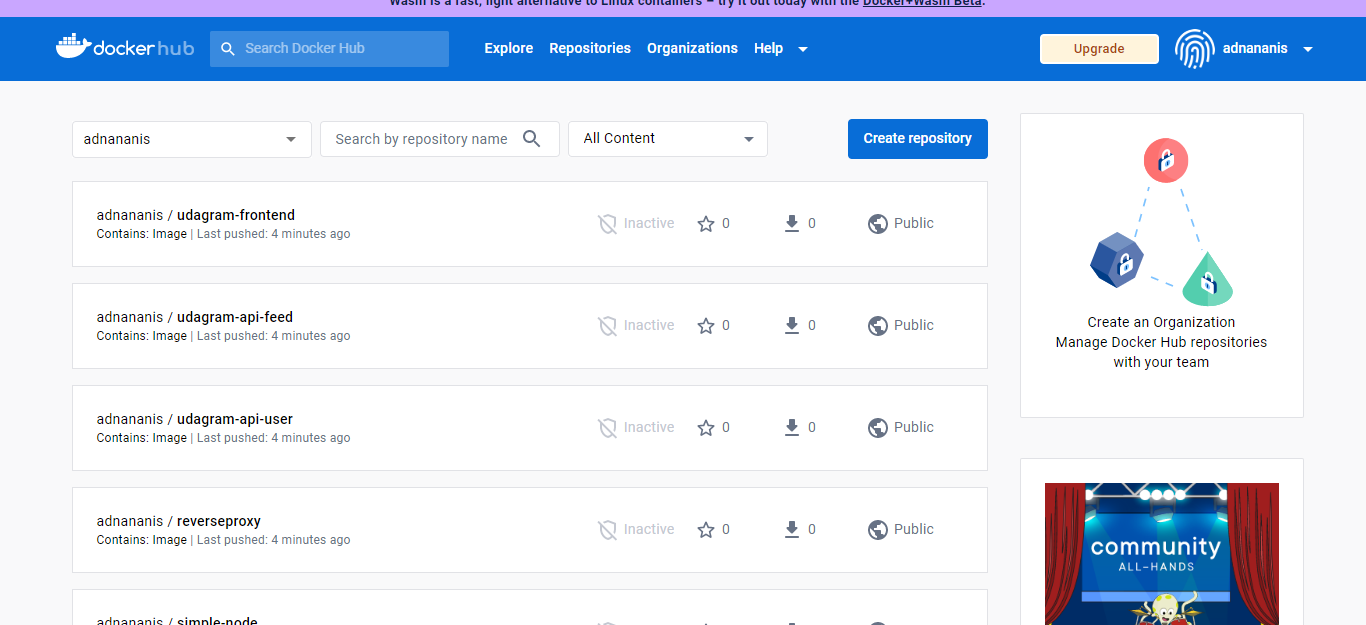 Wasm is a fast, light alternative to Linux containers – try it out today with the Docker+Wasm Beta.
docker hub
Search Docker Hub
Explore
Repositories
Organizations
Help
Upgrade
adnananis
adnananis
Search by repository name
All Content
Create repository
adnananis / udagram-frontend
Contains: Image | Last pushed: 4 minutes ago
Inactive
0
0
Public
adnananis / udagram-api-feed
Contains: Image | Last pushed: 4 minutes ago
Inactive
0
0
Public
adnananis / udagram-api-user
Contains: Image | Last pushed: 4 minutes ago
Inactive
0
0
Public
adnananis / reverseproxy
Contains: Image | Last pushed: 4 minutes ago
Inactive
0
0
Public
adnananis / simple-node
Create an Organization
Manage Docker Hub repositories
with your team
community
ALL-HANDS